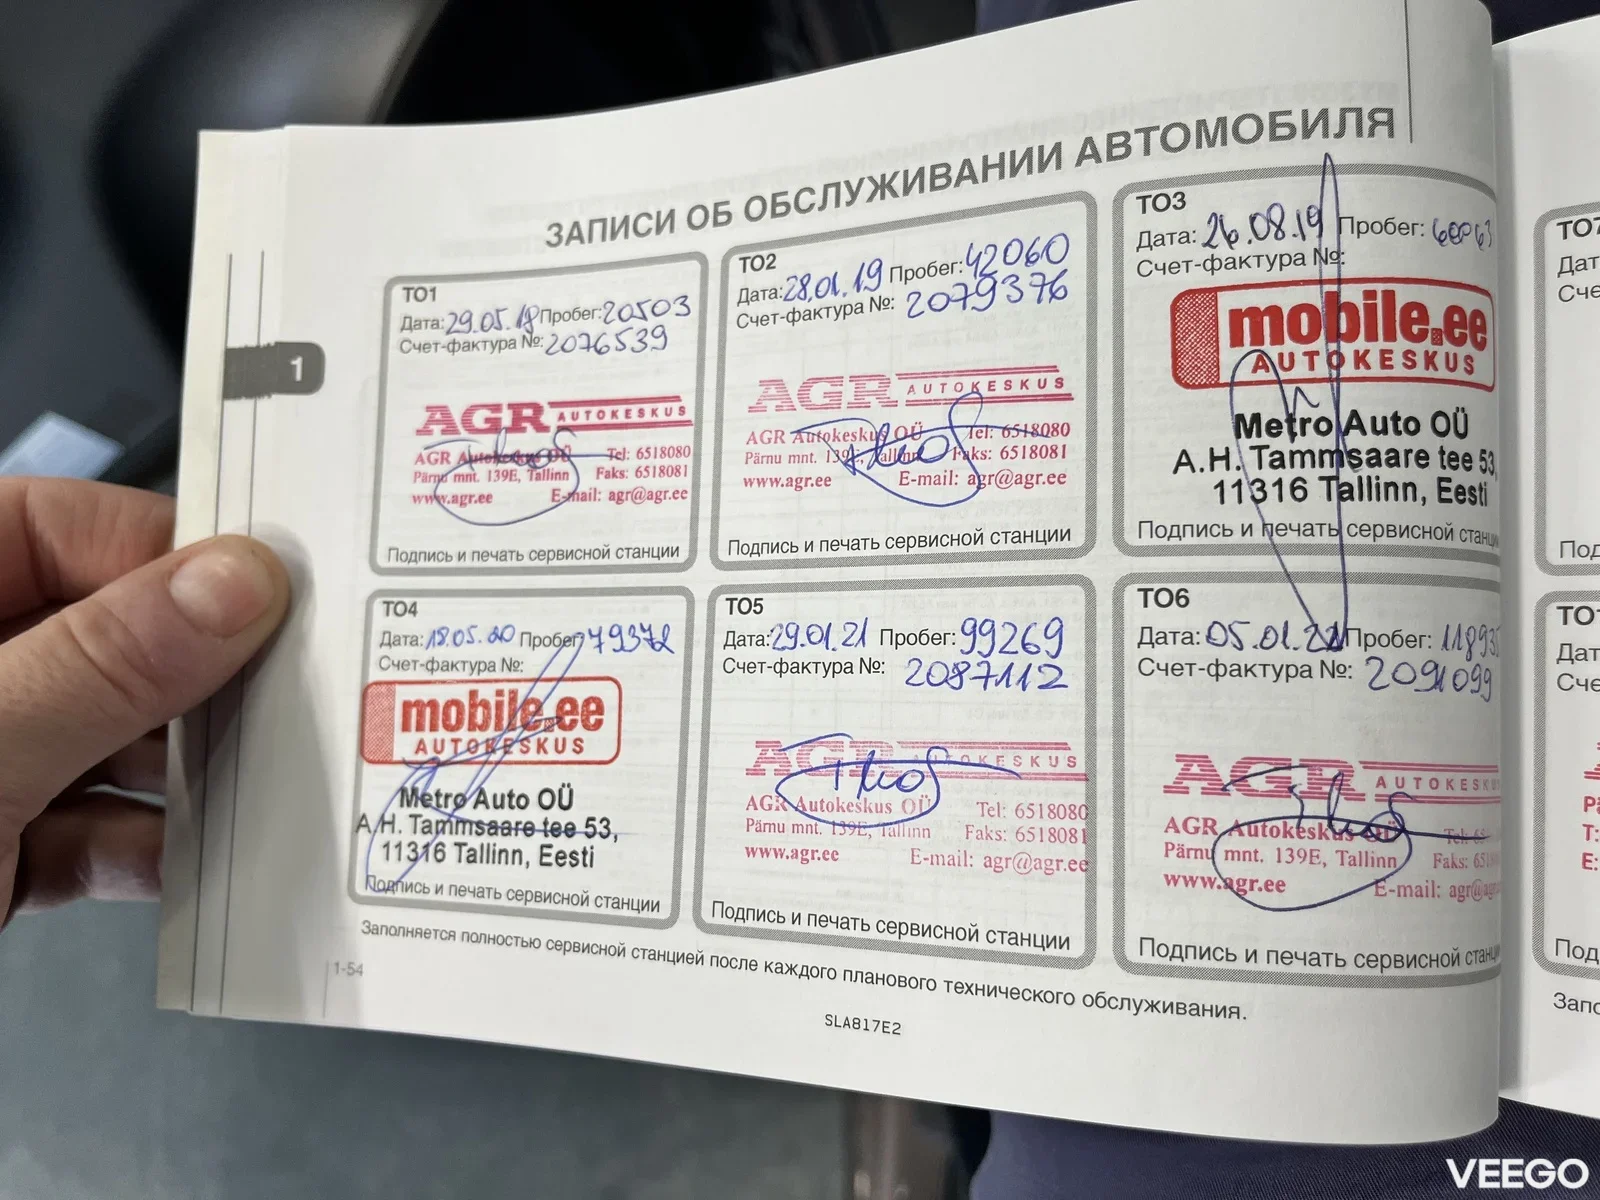 ЗАПИСИ ОБ ОБСЛУЖИВАНИИ АВТОМОБИЛЯ
1
ТО1
Дата: 29.05.18 Пробег: 20503
Счет-фактура №: 2076539
AGR AUTOKESKUS
AGR Autokeskus OÜ Tel: 6518080
Pärnu mnt. 139E, Tallinn Faks: 6518081
www.agr.ee E-mail: agr@agr.ee
Подпись и печать сервисной станции
ТО2
Дата: 28.01.19 Пробег: 42060
Счет-фактура №: 2079376
AGR AUTOKESKUS
AGR Autokeskus OÜ Tel: 6518080
Pärnu mnt. 139E, Tallinn Faks: 6518081
www.agr.ee E-mail: agr@agr.ee
Подпись и печать сервисной станции
ТО3
Дата: 26.08.19 Пробег:
Счет-фактура №:
mobile.ee
AUTOKESKUS
Metro Auto OÜ
A.H. Tammsaare tee 53,
11316 Tallinn, Eesti
Подпись и печать сервисной
ТО4
Дата: 18.05.20 Пробег: 79372
Счет-фактура №:
mobile.ee
AUTOKESKUS
Metro Auto OÜ
A.H. Tammsaare tee 53,
11316 Tallinn, Eesti
Подпись и печать сервисной станции
ТО5
Дата: 29.01.21 Пробег: 99269
Счет-фактура №: 2087112
AGR AUTOKESKUS
AGR Autokeskus OÜ Tel: 6518080
Pärnu mnt. 139E, Tallinn Faks: 6518081
www.agr.ee E-mail: agr@agr.ee
Подпись и печать сервисной станции
ТО6
Дата: 05.01.22 Пробег:
Счет-фактура №: 2091099
AGR AUTOKESKUS
AGR Autokeskus OÜ Tel:
Pärnu mnt. 139E, Tallinn Faks:
www.agr.ee E-mail:
Подпись и печать сервисной
Заполняется полностью сервисной станцией после каждого планового технического обслуживания.
1-54
SLA817E2
VEEGO